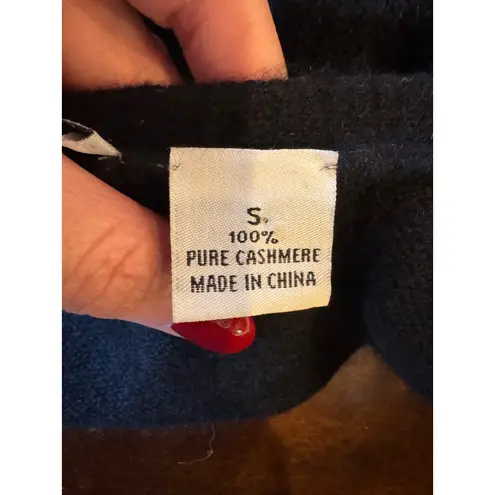 S.
100%
PURE CASHMERE
MADE IN CHINA